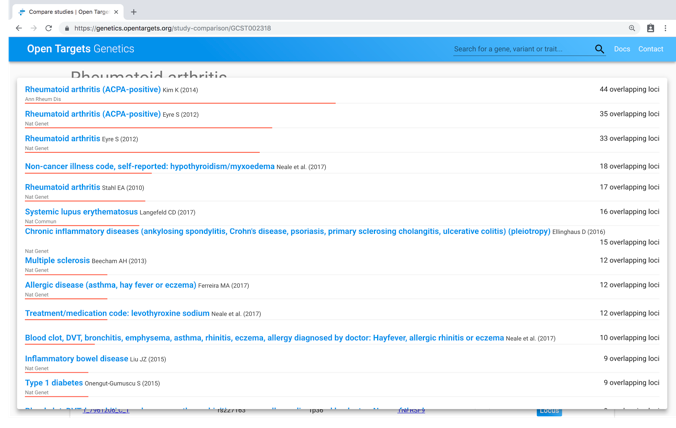 Compare studies | Open Targ
https://genetics.opentargets.org/study-comparison/GCST002318
Open Targets Genetics
Search for a gene, variant or trait...
Docs
Contact
Rheumatoid arthritis
Rheumatoid arthritis (ACPA-positive) Kim K (2014) 44 overlapping loci
Ann Rheum Dis
Rheumatoid arthritis (ACPA-positive) Eyre S (2012) 35 overlapping loci
Nat Genet
Rheumatoid arthritis Eyre S (2012) 33 overlapping loci
Nat Genet
Non-cancer illness code, self-reported: hypothyroidism/myxoedema Neale et al. (2017) 18 overlapping loci
Rheumatoid arthritis Stahl EA (2010) 17 overlapping loci
Nat Genet
Systemic lupus erythematosus Langefeld CD (2017) 16 overlapping loci
Nat Commun
Chronic inflammatory diseases (ankylosing spondylitis, Crohn's disease, psoriasis, primary sclerosing cholangitis, ulcerative colitis) (pleiotropy) Ellinghaus D (2016)
15 overlapping loci
Nat Genet
Multiple sclerosis Beecham AH (2013) 12 overlapping loci
Nat Genet
Allergic disease (asthma, hay fever or eczema) Ferreira MA (2017) 12 overlapping loci
Nat Genet
Treatment/medication code: levothyroxine sodium Neale et al. (2017) 12 overlapping loci
Blood clot, DVT, bronchitis, emphysema, asthma, rhinitis, eczema, allergy diagnosed by doctor: Hayfever, allergic rhinitis or eczema Neale et al. (2017) 10 overlapping loci
Inflammatory bowel disease Liu JZ (2015) 9 overlapping loci
Nat Genet
Type 1 diabetes Onengut-Gumuscu S (2015) 9 overlapping loci
Nat Genet
1p36
Locus